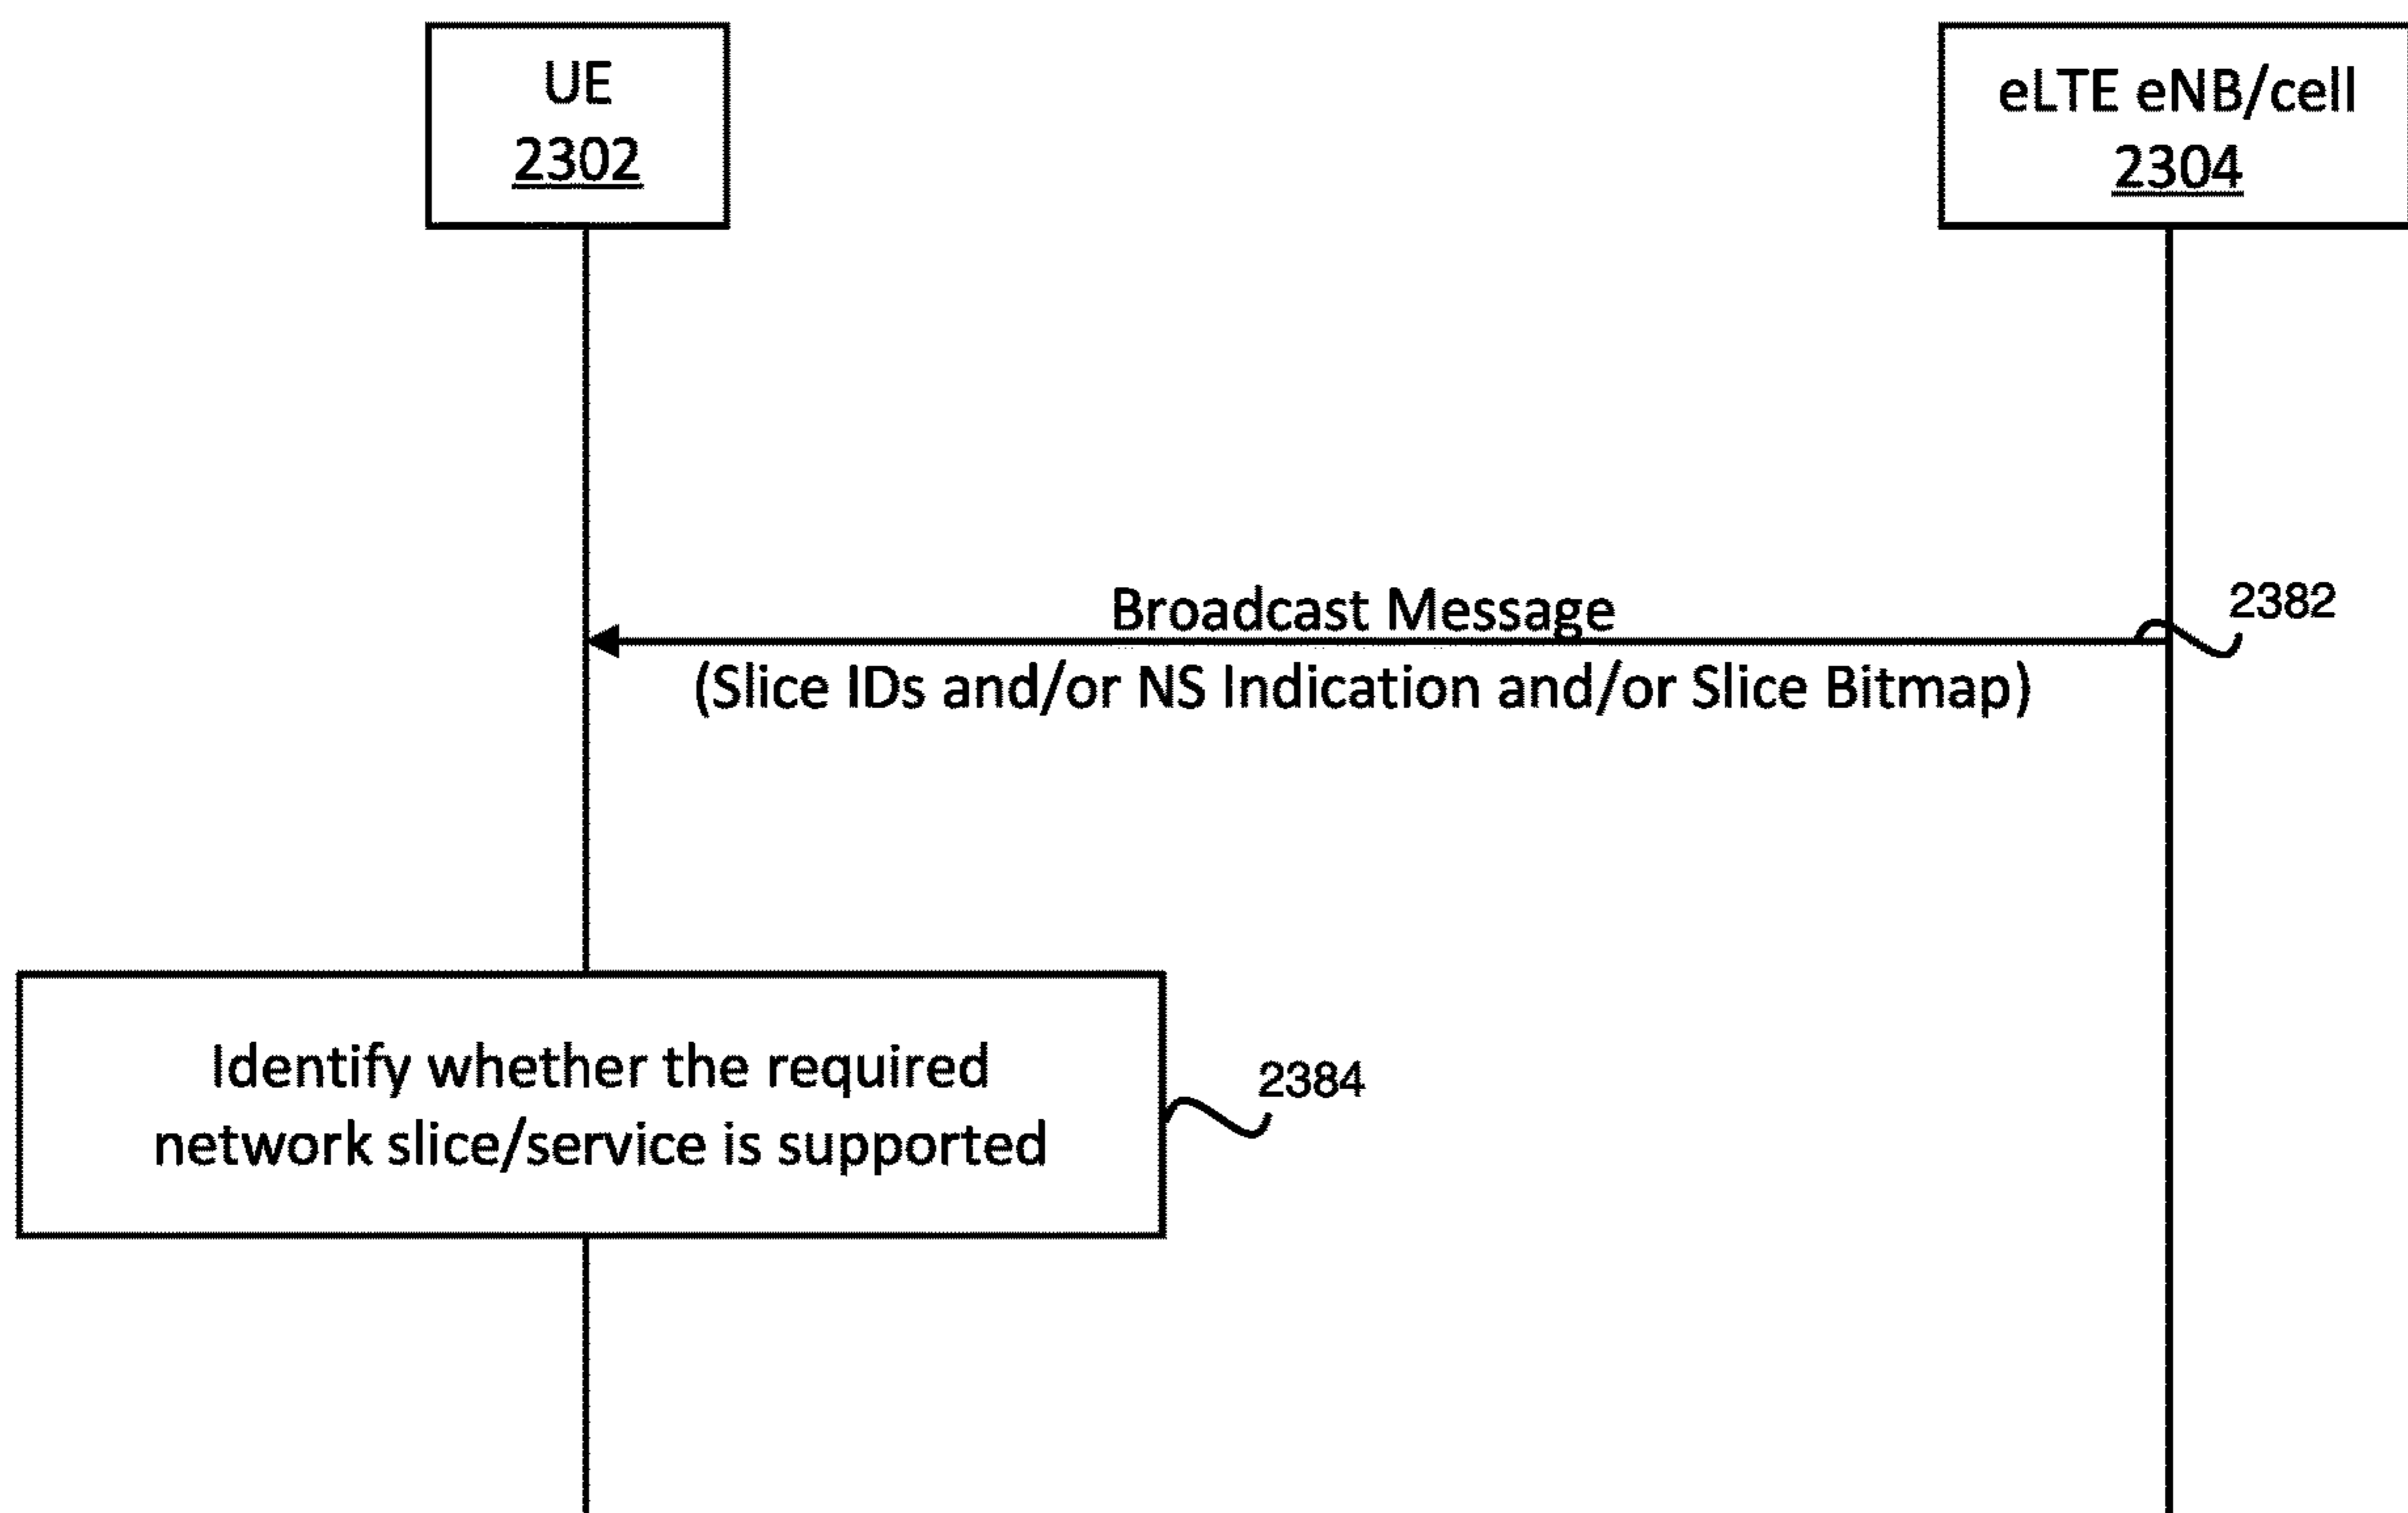 UE
2302
eLTE eNB/cell
2304
Broadcast Message
2382
(Slice IDs and/or NS Indication and/or Slice Bitmap)
Identify whether the required
network slice/service is supported
2384